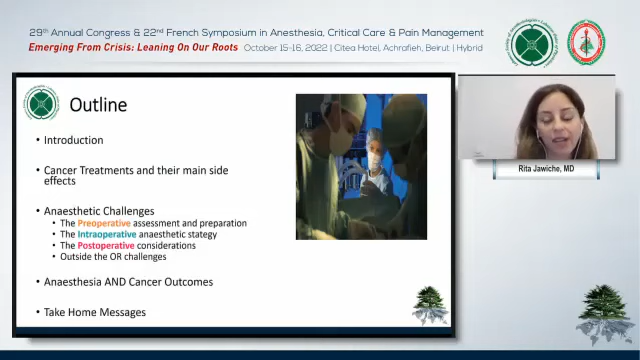 29th Annual Congress & 22nd French Symposium in Anesthesia, Critical Care & Pain Management
Emerging From Crisis: Leaning On Our Roots October 15-16, 2022 | Citea Hotel, Achrafieh, Beirut | Hybrid
Outline
• Introduction
• Cancer Treatments and their main side
effects
• Anaesthetic Challenges
• The Preoperative assessment and preparation
• The Intraoperative anaesthetic stategy
• The Postoperative considerations
• Outside the OR challenges
• Anaesthesia AND Cancer Outcomes
• Take Home Messages
Rita Jawiche, MD